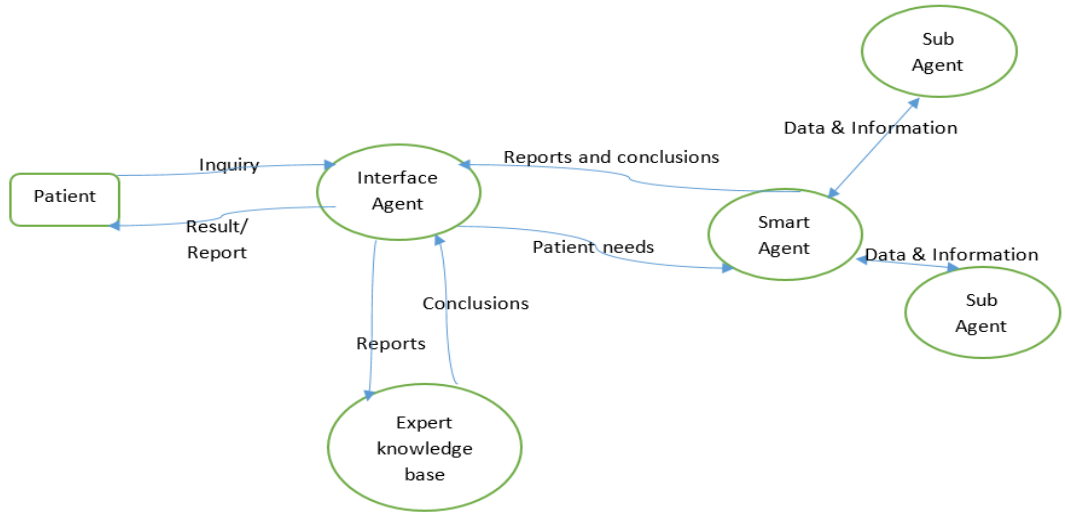 Sub
Agent
Data & Information
Inquiry
Reports and conclusions
Interface
Agent
Patient
Result/
Report
Smart
Agent
Patient needs
Data & Information
Sub
Agent
Conclusions
Reports
Expert
knowledge
base